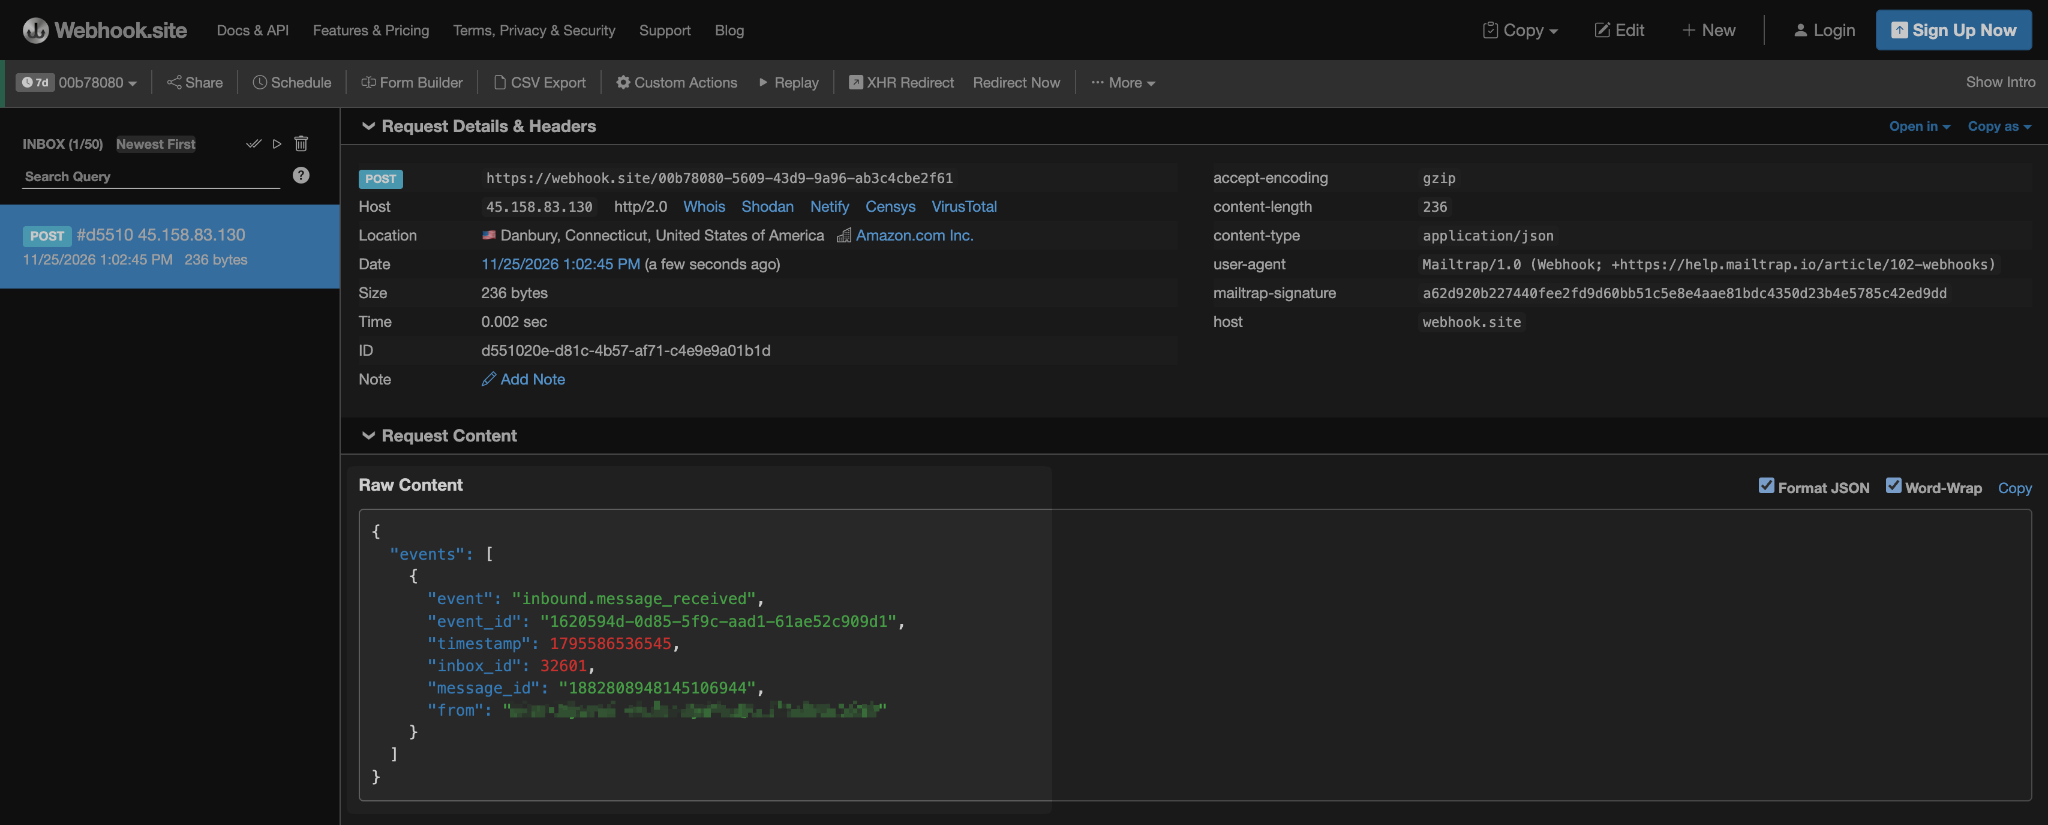 Webhook.site Docs & API Features & Pricing Terms, Privacy & Security Support Blog Copy Edit New Login Sign Up Now
7d 00b78080 Share Schedule Form Builder CSV Export Custom Actions Replay XHR Redirect Redirect Now ··· More Show Intro
INBOX (1/50) Newest First
Search Query ?
POST #d5510 45.158.83.130
11/25/2026 1:02:45 PM 236 bytes
Request Details & Headers Open in Copy as
POST https://webhook.site/00b78080-5609-43d9-9a96-ab3c4cbe2f61
Host 45.158.83.130 http/2.0 Whois Shodan Netify Censys VirusTotal
Location Danbury, Connecticut, United States of America Amazon.com Inc.
Date 11/25/2026 1:02:45 PM (a few seconds ago)
Size 236 bytes
Time 0.002 sec
ID d551020e-d81c-4b57-af71-c4e9e9a01b1d
Note Add Note
accept-encoding gzip
content-length 236
content-type application/json
user-agent Mailtrap/1.0 (Webhook; +https://help.mailtrap.io/article/102-webhooks)
mailtrap-signature a62d920b227440fee2fd9d60bb51c5e8e4aae81bdc4350d23b4e5785c42ed9dd
host webhook.site
Request Content
Raw Content Format JSON Word-Wrap Copy
{
"events": [
{
"event": "inbound.message_received",
"event_id": "1620594d-0d85-5f9c-aad1-61ae52c909d1",
"timestamp": 1795586536545,
"inbox_id": 32601,
"message_id": "1882808948145106944",
"from": "
}
]
}